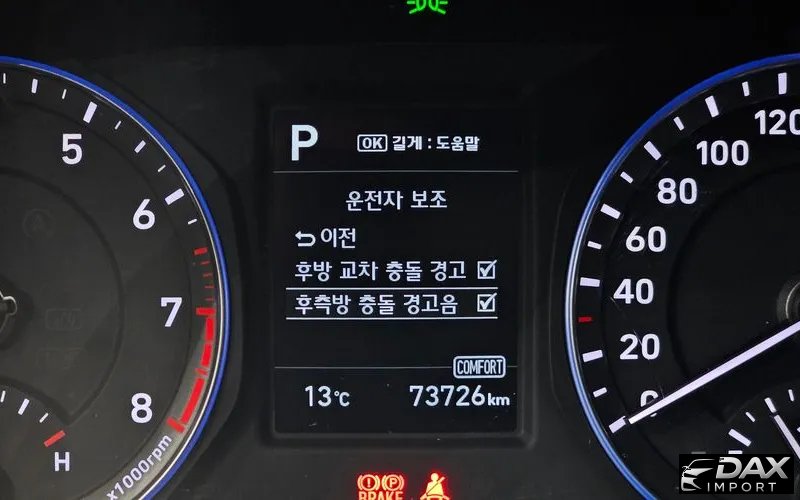 P OK 길게 : 도움말
운전자 보조
이전
후방 교차 충돌 경고
후측방 충돌 경고음
COMFORT
13℃ 73726km
5
6
7
8
x1000rpm
H
120
100
80
60
40
20
0
BRAKE
DAX
IMPORT